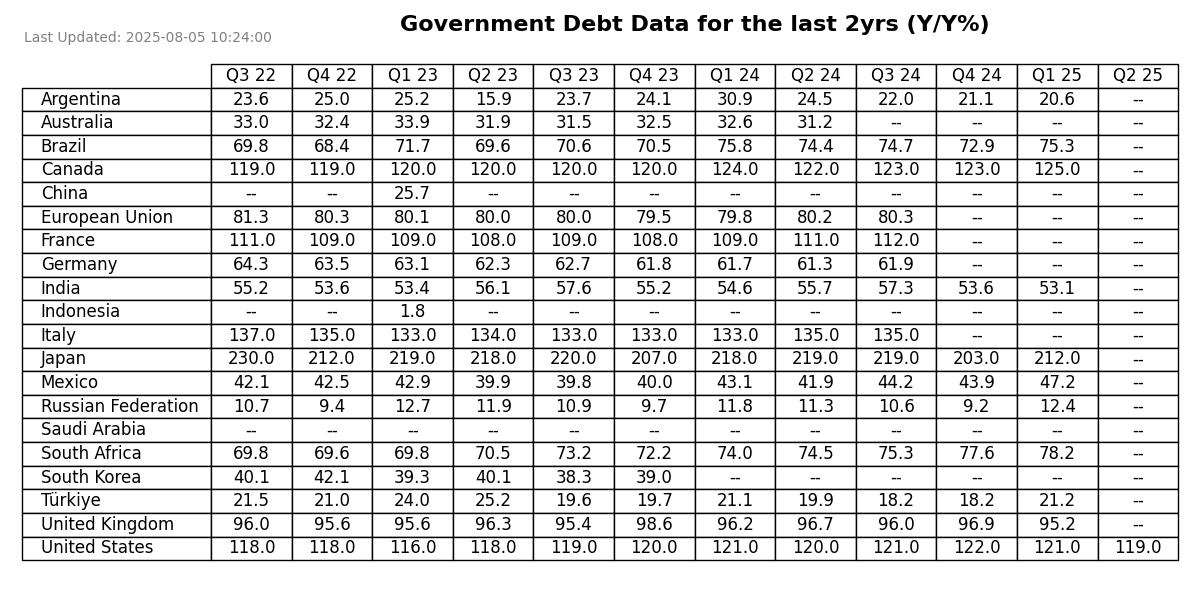 Government Debt Data for the last 2yrs (Y/Y%)
Last Updated: 2025-08-05 10:24:00
Q3 22 Q4 22 Q1 23 Q2 23 Q3 23 Q4 23 Q1 24 Q2 24 Q3 24 Q4 24 Q1 25 Q2 25
Argentina 23.6 25.0 25.2 15.9 23.7 24.1 30.9 24.5 22.0 21.1 20.6 --
Australia 33.0 32.4 33.9 31.9 31.5 32.5 32.6 31.2 -- -- -- --
Brazil 69.8 68.4 71.7 69.6 70.6 70.5 75.8 74.4 74.7 72.9 75.3 --
Canada 119.0 119.0 120.0 120.0 120.0 120.0 124.0 122.0 123.0 123.0 125.0 --
China -- -- 25.7 -- -- -- -- -- -- -- -- --
European Union 81.3 80.3 80.1 80.0 80.0 79.5 79.8 80.2 80.3 -- -- --
France 111.0 109.0 109.0 108.0 109.0 108.0 109.0 111.0 112.0 -- -- --
Germany 64.3 63.5 63.1 62.3 62.7 61.8 61.7 61.3 61.9 -- -- --
India 55.2 53.6 53.4 56.1 57.6 55.2 54.6 55.7 57.3 53.6 53.1 --
Indonesia -- -- 1.8 -- -- -- -- -- -- -- -- --
Italy 137.0 135.0 133.0 134.0 133.0 133.0 133.0 135.0 135.0 -- -- --
Japan 230.0 212.0 219.0 218.0 220.0 207.0 218.0 219.0 219.0 203.0 212.0 --
Mexico 42.1 42.5 42.9 39.9 39.8 40.0 43.1 41.9 44.2 43.9 47.2 --
Russian Federation 10.7 9.4 12.7 11.9 10.9 9.7 11.8 11.3 10.6 9.2 12.4 --
Saudi Arabia -- -- -- -- -- -- -- -- -- -- -- --
South Africa 69.8 69.6 69.8 70.5 73.2 72.2 74.0 74.5 75.3 77.6 78.2 --
South Korea 40.1 42.1 39.3 40.1 38.3 39.0 -- -- -- -- -- --
Türkiye 21.5 21.0 24.0 25.2 19.6 19.7 21.1 19.9 18.2 18.2 21.2 --
United Kingdom 96.0 95.6 95.6 96.3 95.4 98.6 96.2 96.7 96.0 96.9 95.2 --
United States 118.0 118.0 116.0 118.0 119.0 120.0 121.0 120.0 121.0 122.0 121.0 119.0